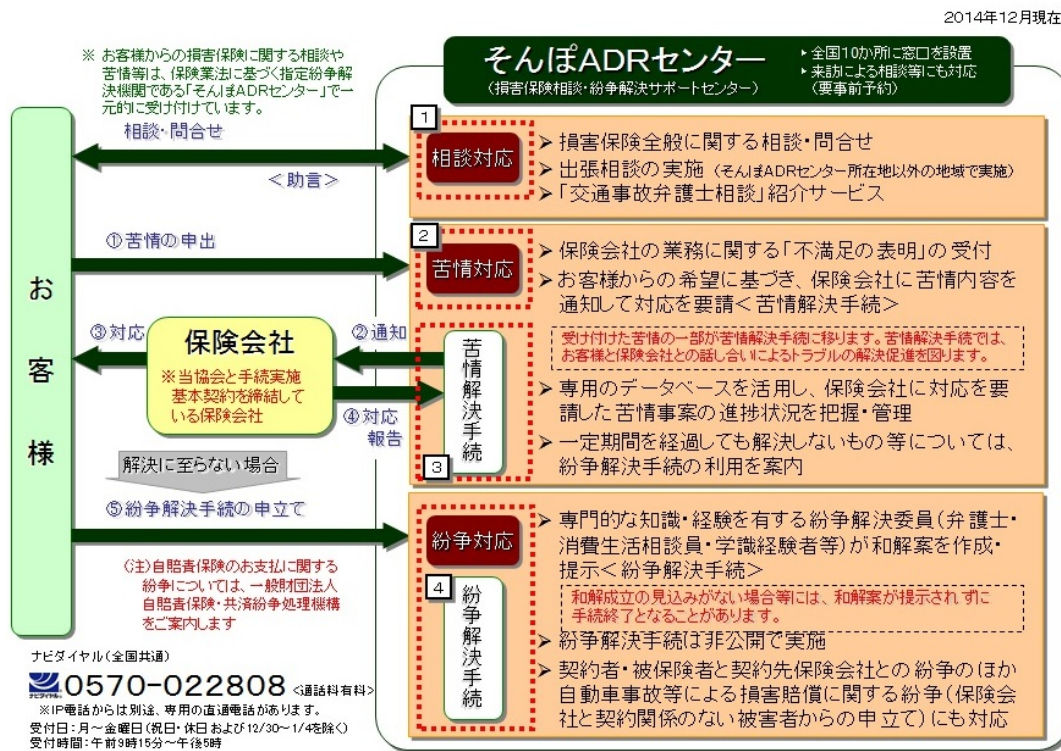 2014年12月現在
※ お客様からの損害保険に関する相談や
苦情等は、保険業法に基づく指定紛争解
決機関である「そんぽADRセンター」で一
元的に受け付けています。
そんぽADRセンター
(損害保険相談・紛争解決サポートセンター)
▶全国10か所に窓口を設置
▶来訪による相談等にも対応
(要事前予約)
お客様
相談・問合せ
<助言>
1
相談対応
➢ 損害保険全般に関する相談・問合せ
➢ 出張相談の実施 (そんぽADRセンター所在地以外の地域で実施)
➢ 「交通事故弁護士相談」紹介サービス
①苦情の申出
2
苦情対応
➢ 保険会社の業務に関する「不満足の表明」の受付
➢ お客様からの希望に基づき、保険会社に苦情内容を
通知して対応を要請<苦情解決手続>
受け付けた苦情の一部が苦情解決手続に移ります。苦情解決手続では、
お客様と保険会社との話し合いによるトラブルの解決促進を図ります。
③対応
保険会社
※当協会と手続実施
基本契約を締結して
いる保険会社
②通知
④対応
報告
苦情解決手続
3
➢ 専用のデータベースを活用し、保険会社に対応を要
請した苦情事案の進捗状況を把握・管理
➢ 一定期間を経過しても解決しないもの等については、
紛争解決手続の利用を案内
解決に至らない場合
⑤紛争解決手続の申立て
紛争対応
4
紛争解決手続
➢ 専門的な知識・経験を有する紛争解決委員(弁護士・
消費生活相談員・学識経験者等)が和解案を作成・
提示<紛争解決手続>
和解成立の見込みがない場合等には、和解案が提示されずに
手続終了となることがあります。
➢ 紛争解決手続は非公開で実施
➢ 契約者・被保険者と契約先保険会社との紛争のほか
自動車事故等による損害賠償に関する紛争(保険会
社と契約関係のない被害者からの申立て)にも対応
(注)自賠責保険のお支払に関する
紛争については、一般財団法人
自賠責保険・共済紛争処理機構
をご案内します
ナビダイヤル(全国共通)
ナビダイヤル 0570-022808 <通話料有料>
※IP電話からは別途、専用の直通電話があります。
受付日:月~金曜日(祝日・休日および12/30~1/4を除く)
受付時間:午前9時15分~午後5時